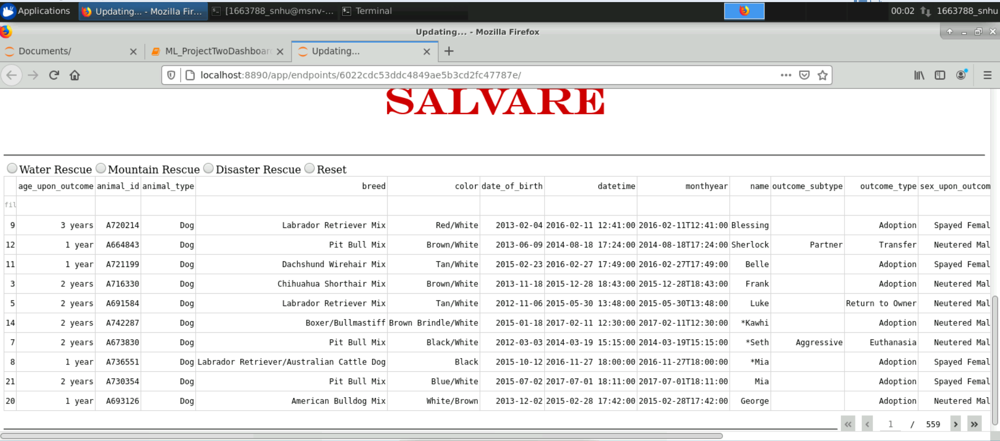 Applications Updating... - Mozilla Fir... [1663788_snhu@msnv-... Terminal 00:02 1663788_snhu
Updating... - Mozilla Firefox
Documents/ ML_ProjectTwoDashboar Updating...
localhost:8890/app/endpoints/6022cdc53ddc4849ae5b3cd2fc47787e/
SALVARE
Water Rescue Mountain Rescue Disaster Rescue Reset
age_upon_outcome animal_id animal_type breed color date_of_birth datetime monthyear name outcome_subtype outcome_type sex_upon_outcom
fil
9 3 years A720214 Dog Labrador Retriever Mix Red/White 2013-02-04 2016-02-11 12:41:00 2016-02-11T12:41:00 Blessing Adoption Spayed Femal
12 1 year A664843 Dog Pit Bull Mix Brown/White 2013-06-09 2014-08-18 17:24:00 2014-08-18T17:24:00 Sherlock Partner Transfer Neutered Mal
11 1 year A721199 Dog Dachshund Wirehair Mix Tan/White 2015-02-23 2016-02-27 17:49:00 2016-02-27T17:49:00 Belle Adoption Spayed Femal
3 2 years A716330 Dog Chihuahua Shorthair Mix Brown/White 2013-11-18 2015-12-28 18:43:00 2015-12-28T18:43:00 Frank Adoption Neutered Mal
5 2 years A691584 Dog Labrador Retriever Mix Tan/White 2012-11-06 2015-05-30 13:48:00 2015-05-30T13:48:00 Luke Return to Owner Neutered Mal
14 2 years A742287 Dog Boxer/Bullmastiff Brown Brindle/White 2015-01-18 2017-02-11 12:30:00 2017-02-11T12:30:00 *Kawhi Adoption Neutered Mal
7 2 years A673830 Dog Pit Bull Mix Black/White 2012-03-03 2014-03-19 15:15:00 2014-03-19T15:15:00 *Seth Aggressive Euthanasia Neutered Mal
8 1 year A736551 Dog Labrador Retriever/Australian Cattle Dog Black 2015-10-12 2016-11-27 18:00:00 2016-11-27T18:00:00 *Mia Adoption Spayed Femal
21 2 years A730354 Dog Pit Bull Mix Blue/White 2015-07-02 2017-07-01 18:11:00 2017-07-01T18:11:00 Mia Adoption Spayed Femal
20 1 year A693126 Dog American Bulldog Mix White/Brown 2013-12-02 2015-02-28 17:42:00 2015-02-28T17:42:00 George Adoption Neutered Mal
« ‹ 1 / 559 › »